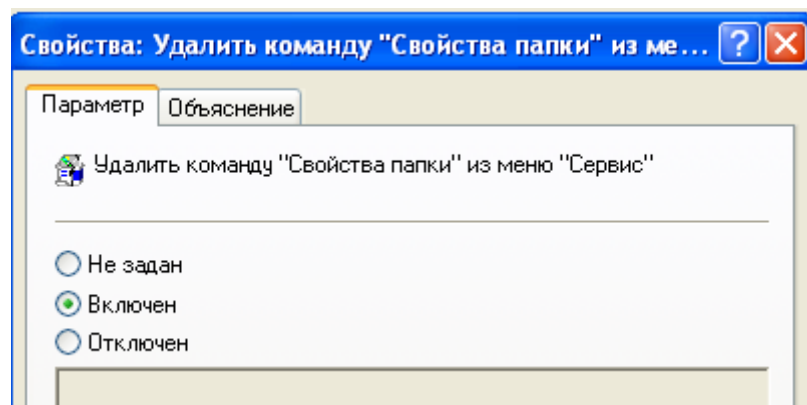 Свойства: Удалить команду "Свойства папки" из ме...
Параметр Объяснение
Удалить команду "Свойства папки" из меню "Сервис"
Не задан
Включен
Отключен